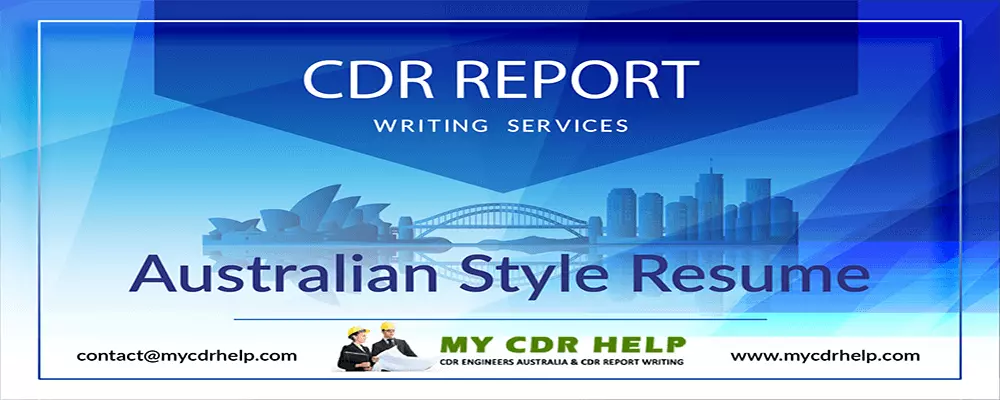 CDR REPORT
WRITING SERVICES
Australian Style Resume
contact@mycdrhelp.com
MY CDR HELP
CDR ENGINEERS AUSTRALIA & CDR REPORT WRITING
www.mycdrhelp.com